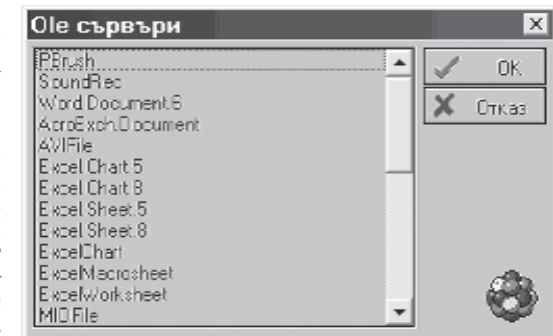 Ole сървъри
PBrush
SoundRec
Word.Document.6
AcroExch.Document
AVIFile
Excel.Chart.5
Excel.Chart.8
Excel.Sheet.5
Excel.Sheet.8
ExcelChart
ExcelMacrosheet
ExcelWorksheet
MIDFile
OK
Отказ